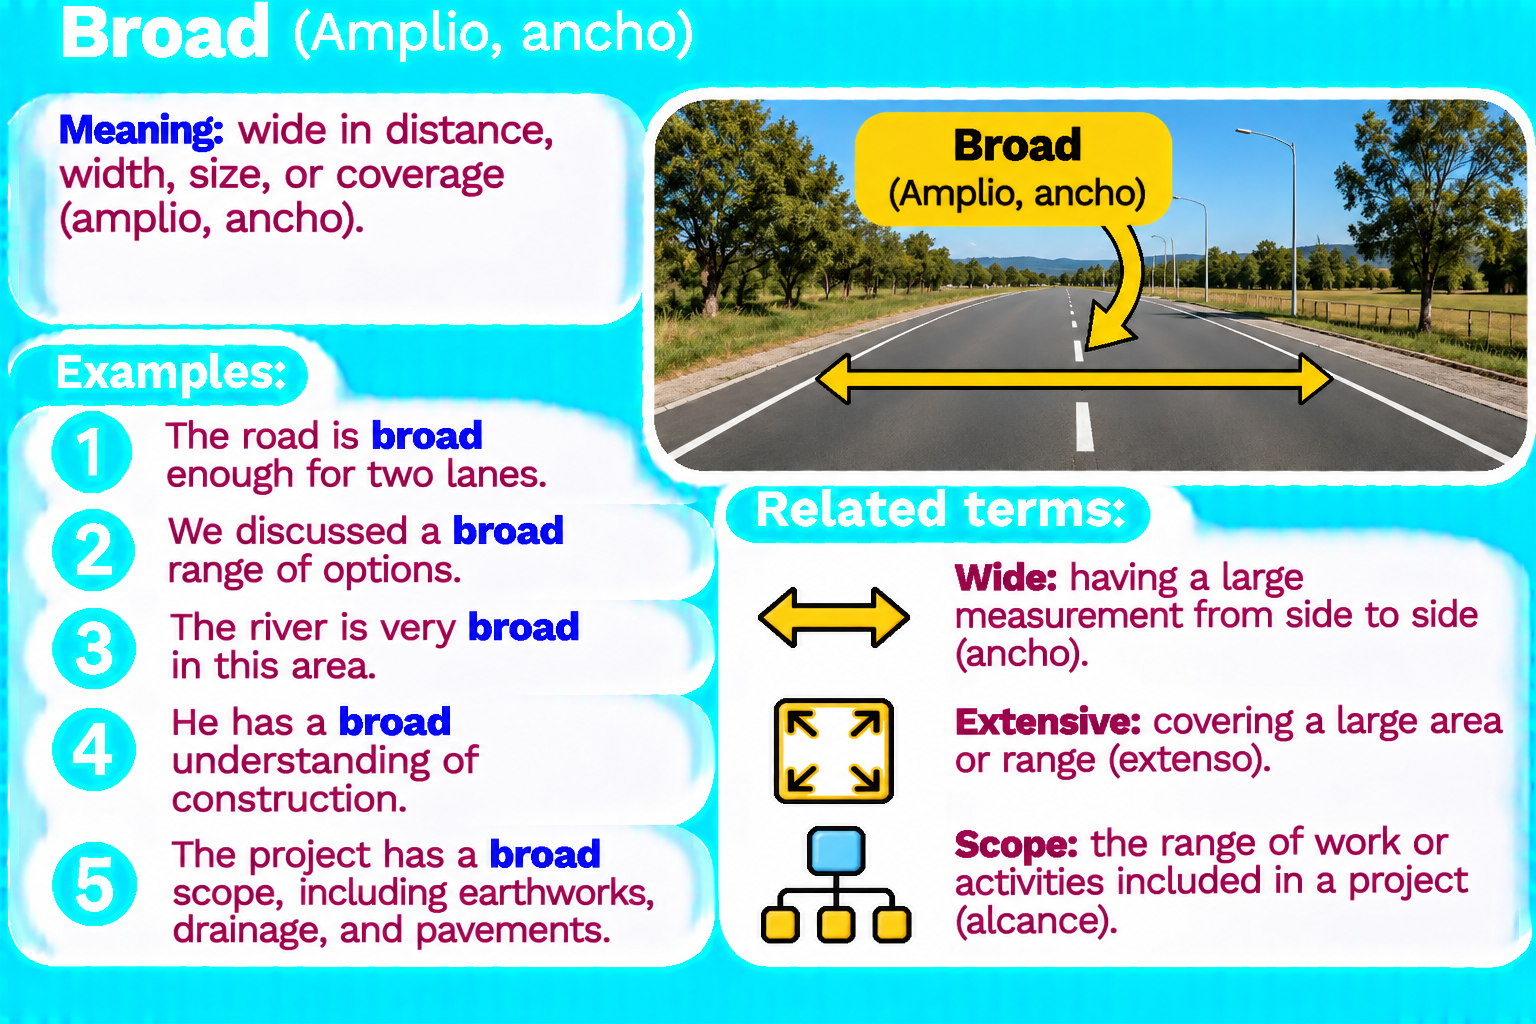 Broad (Amplio, ancho)
Meaning: wide in distance,
width, size, or coverage
(amplio, ancho).
Broad
(Amplio, ancho)
Examples:
1 The road is broad
enough for two lanes.
2 We discussed a broad
range of options.
3 The river is very broad
in this area.
4 He has a broad
understanding of
construction.
5 The project has a broad
scope, including earthworks,
drainage, and pavements.
Related terms:
Wide: having a large
measurement from side to side
(ancho).
Extensive: covering a large area
or range (extenso).
Scope: the range of work or
activities included in a project
(alcance).